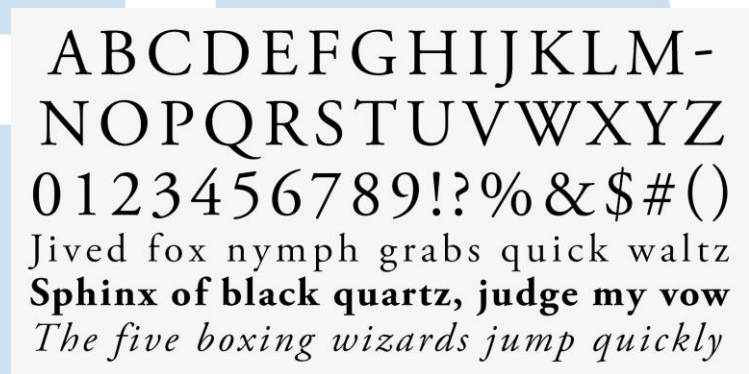 ABCDEFGHIJKLM-
NOPQRSTUVWXYZ
0123456789!?%&$#()
Jived fox nymph grabs quick waltz
Sphinx of black quartz, judge my vow
The five boxing wizards jump quickly